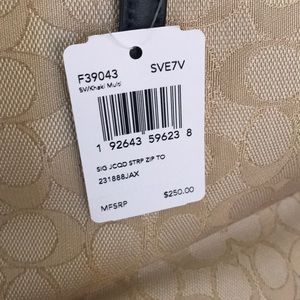 F39043 SVE7V
SV/Khaki Multi
1 92643 59623 8
SIG JCQD STRP ZIP TO
231888JAX
MFSRP $250.00